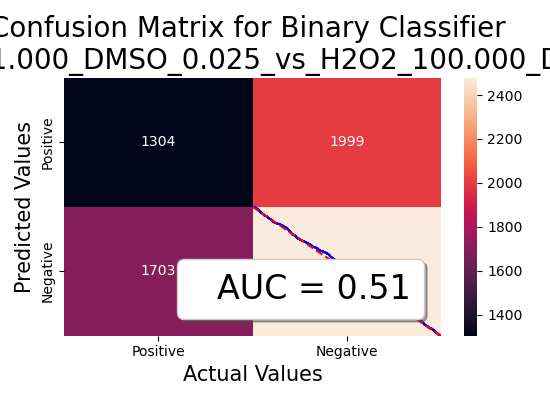 Confusion Matrix for Binary Classifier
1.000_DMSO_0.025_vs_H2O2_100.000_D
Predicted Values
Positive
Negative
1304
1999
1703
AUC = 0.51
Positive
Negative
Actual Values
2400
2200
2000
1800
1600
1400